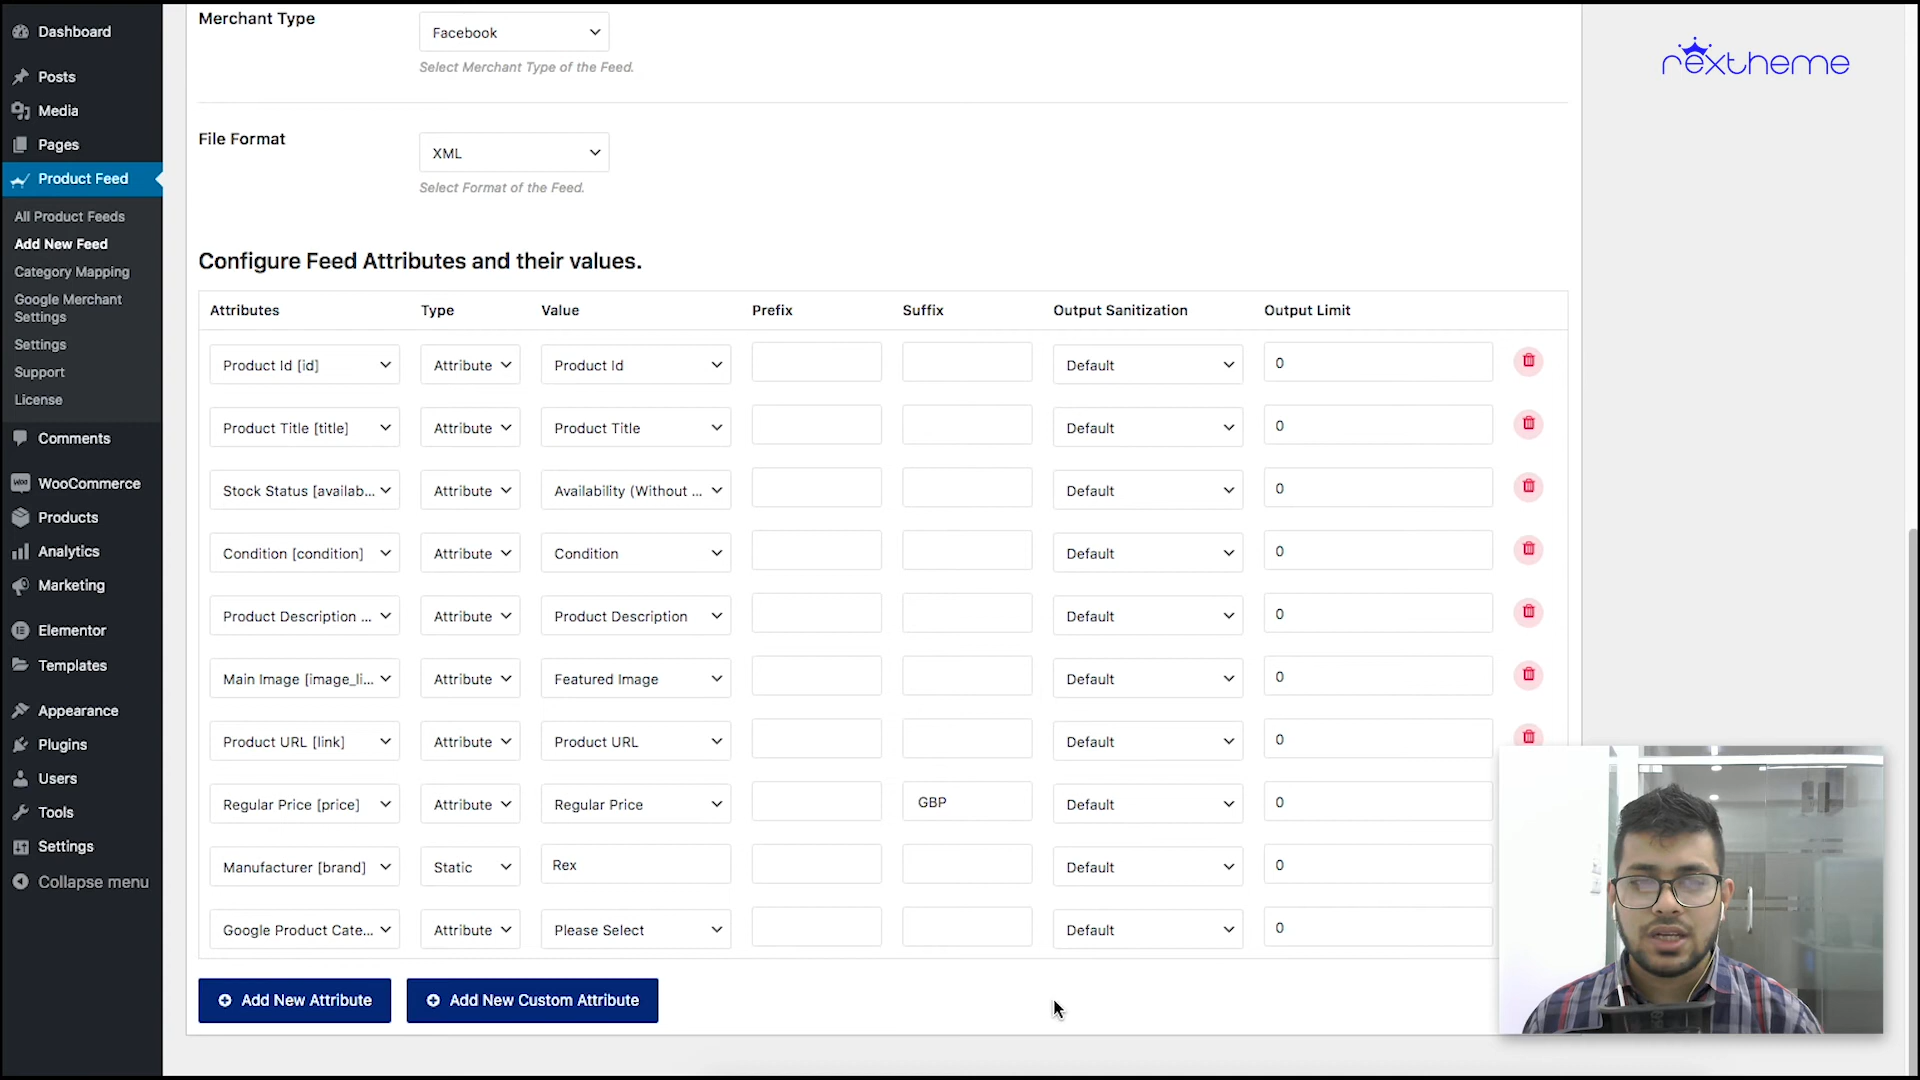 Dashboard
Posts
Media
Pages
Product Feed
All Product Feeds
Add New Feed
Category Mapping
Google Merchant
Settings
Settings
Support
License
Comments
WooCommerce
Products
Analytics
Marketing
Elementor
Templates
Appearance
Plugins
Users
Tools
Settings
Collapse menu
Merchant Type
Facebook
Select Merchant Type of the Feed.
rextheme
File Format
XML
Select Format of the Feed.
Configure Feed Attributes and their values.
Attributes Type Value Prefix Suffix Output Sanitization Output Limit
Product Id [id] Attribute Product Id Default 0
Product Title [title] Attribute Product Title Default 0
Stock Status [availab... Attribute Availability (Without ... Default 0
Condition [condition] Attribute Condition Default 0
Product Description ... Attribute Product Description Default 0
Main Image [image_li... Attribute Featured Image Default 0
Product URL [link] Attribute Product URL Default 0
Regular Price [price] Attribute Regular Price GBP Default 0
Manufacturer [brand] Static Rex Default 0
Google Product Cate... Attribute Please Select Default 0
Add New Attribute Add New Custom Attribute